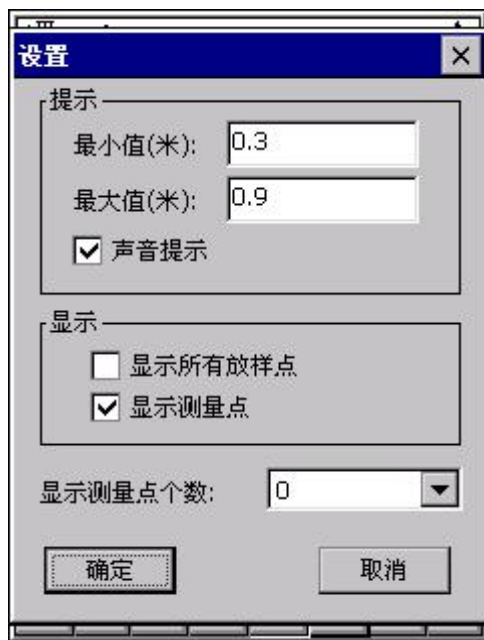 设置
提示
最小值(米): 0.3
最大值(米): 0.9
声音提示
显示
显示所有放样点
显示测量点
显示测量点个数: 0
确定 取消